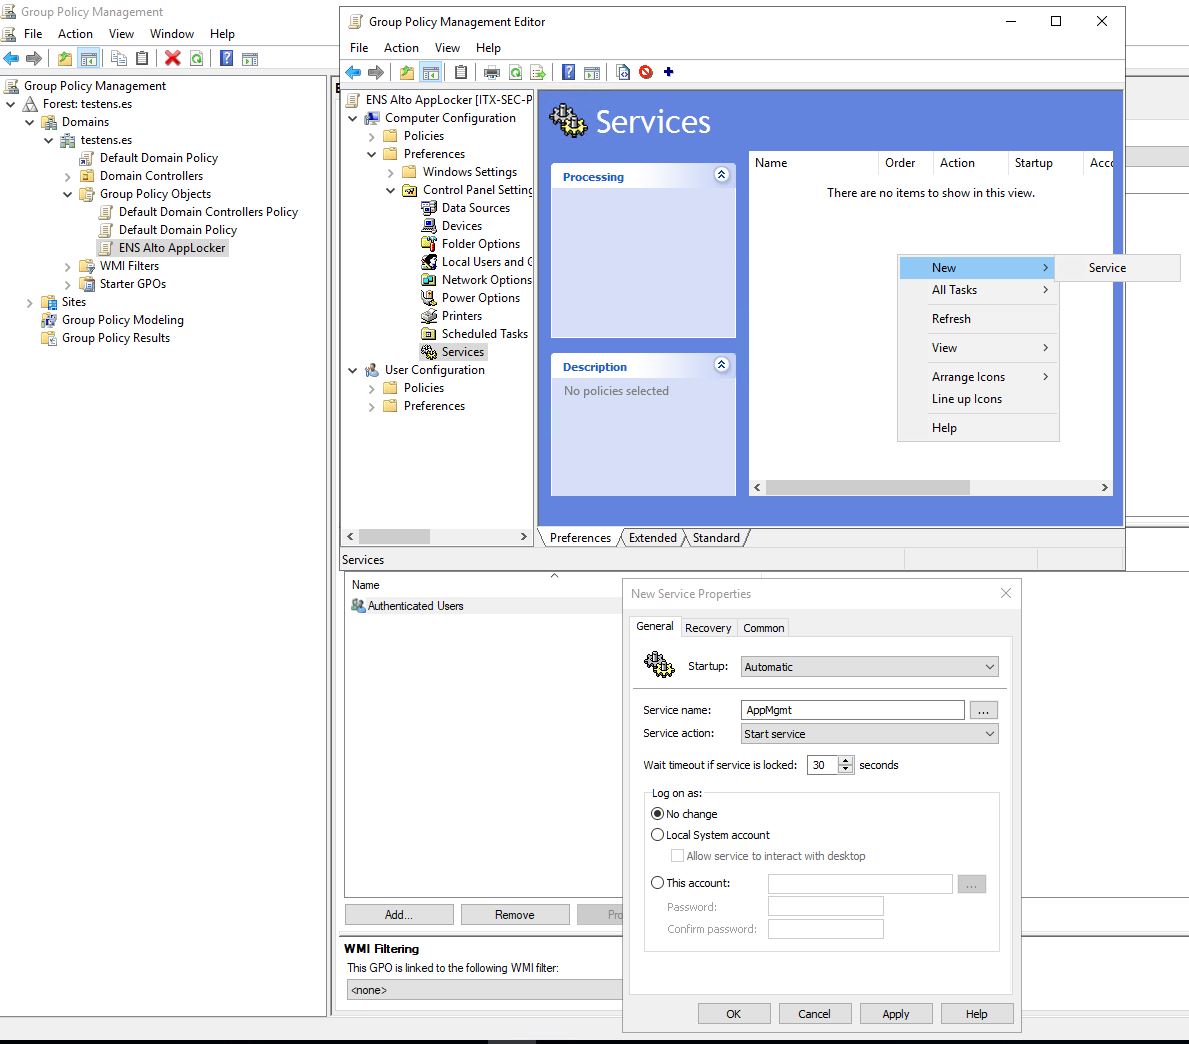 Group Policy Management
File Action View Window Help
Group Policy Management
Forest: testens.es
Domains
testens.es
Default Domain Policy
Domain Controllers
Group Policy Objects
Default Domain Controllers Policy
Default Domain Policy
ENS Alto AppLocker
WMI Filters
Starter GPOs
Sites
Group Policy Modeling
Group Policy Results
Group Policy Management Editor
File Action View Help
ENS Alto AppLocker [ITX-SEC-P
Computer Configuration
Policies
Preferences
Windows Settings
Control Panel Setting
Data Sources
Devices
Folder Options
Local Users and G
Network Options
Power Options
Printers
Scheduled Tasks
Services
User Configuration
Policies
Preferences
Services
Processing
Description
No policies selected
Name Order Action Startup Acco
There are no items to show in this view.
New
Service
All Tasks
Refresh
View
Arrange Icons
Line up Icons
Help
Preferences Extended Standard
Services
Name
Authenticated Users
Add... Remove Pro
WMI Filtering
This GPO is linked to the following WMI filter:
<none>
New Service Properties
General Recovery Common
Startup: Automatic
Service name: AppMgmt ...
Service action: Start service
Wait timeout if service is locked: 30 seconds
Log on as:
No change
Local System account
Allow service to interact with desktop
This account: ...
Password:
Confirm password:
OK Cancel Apply Help